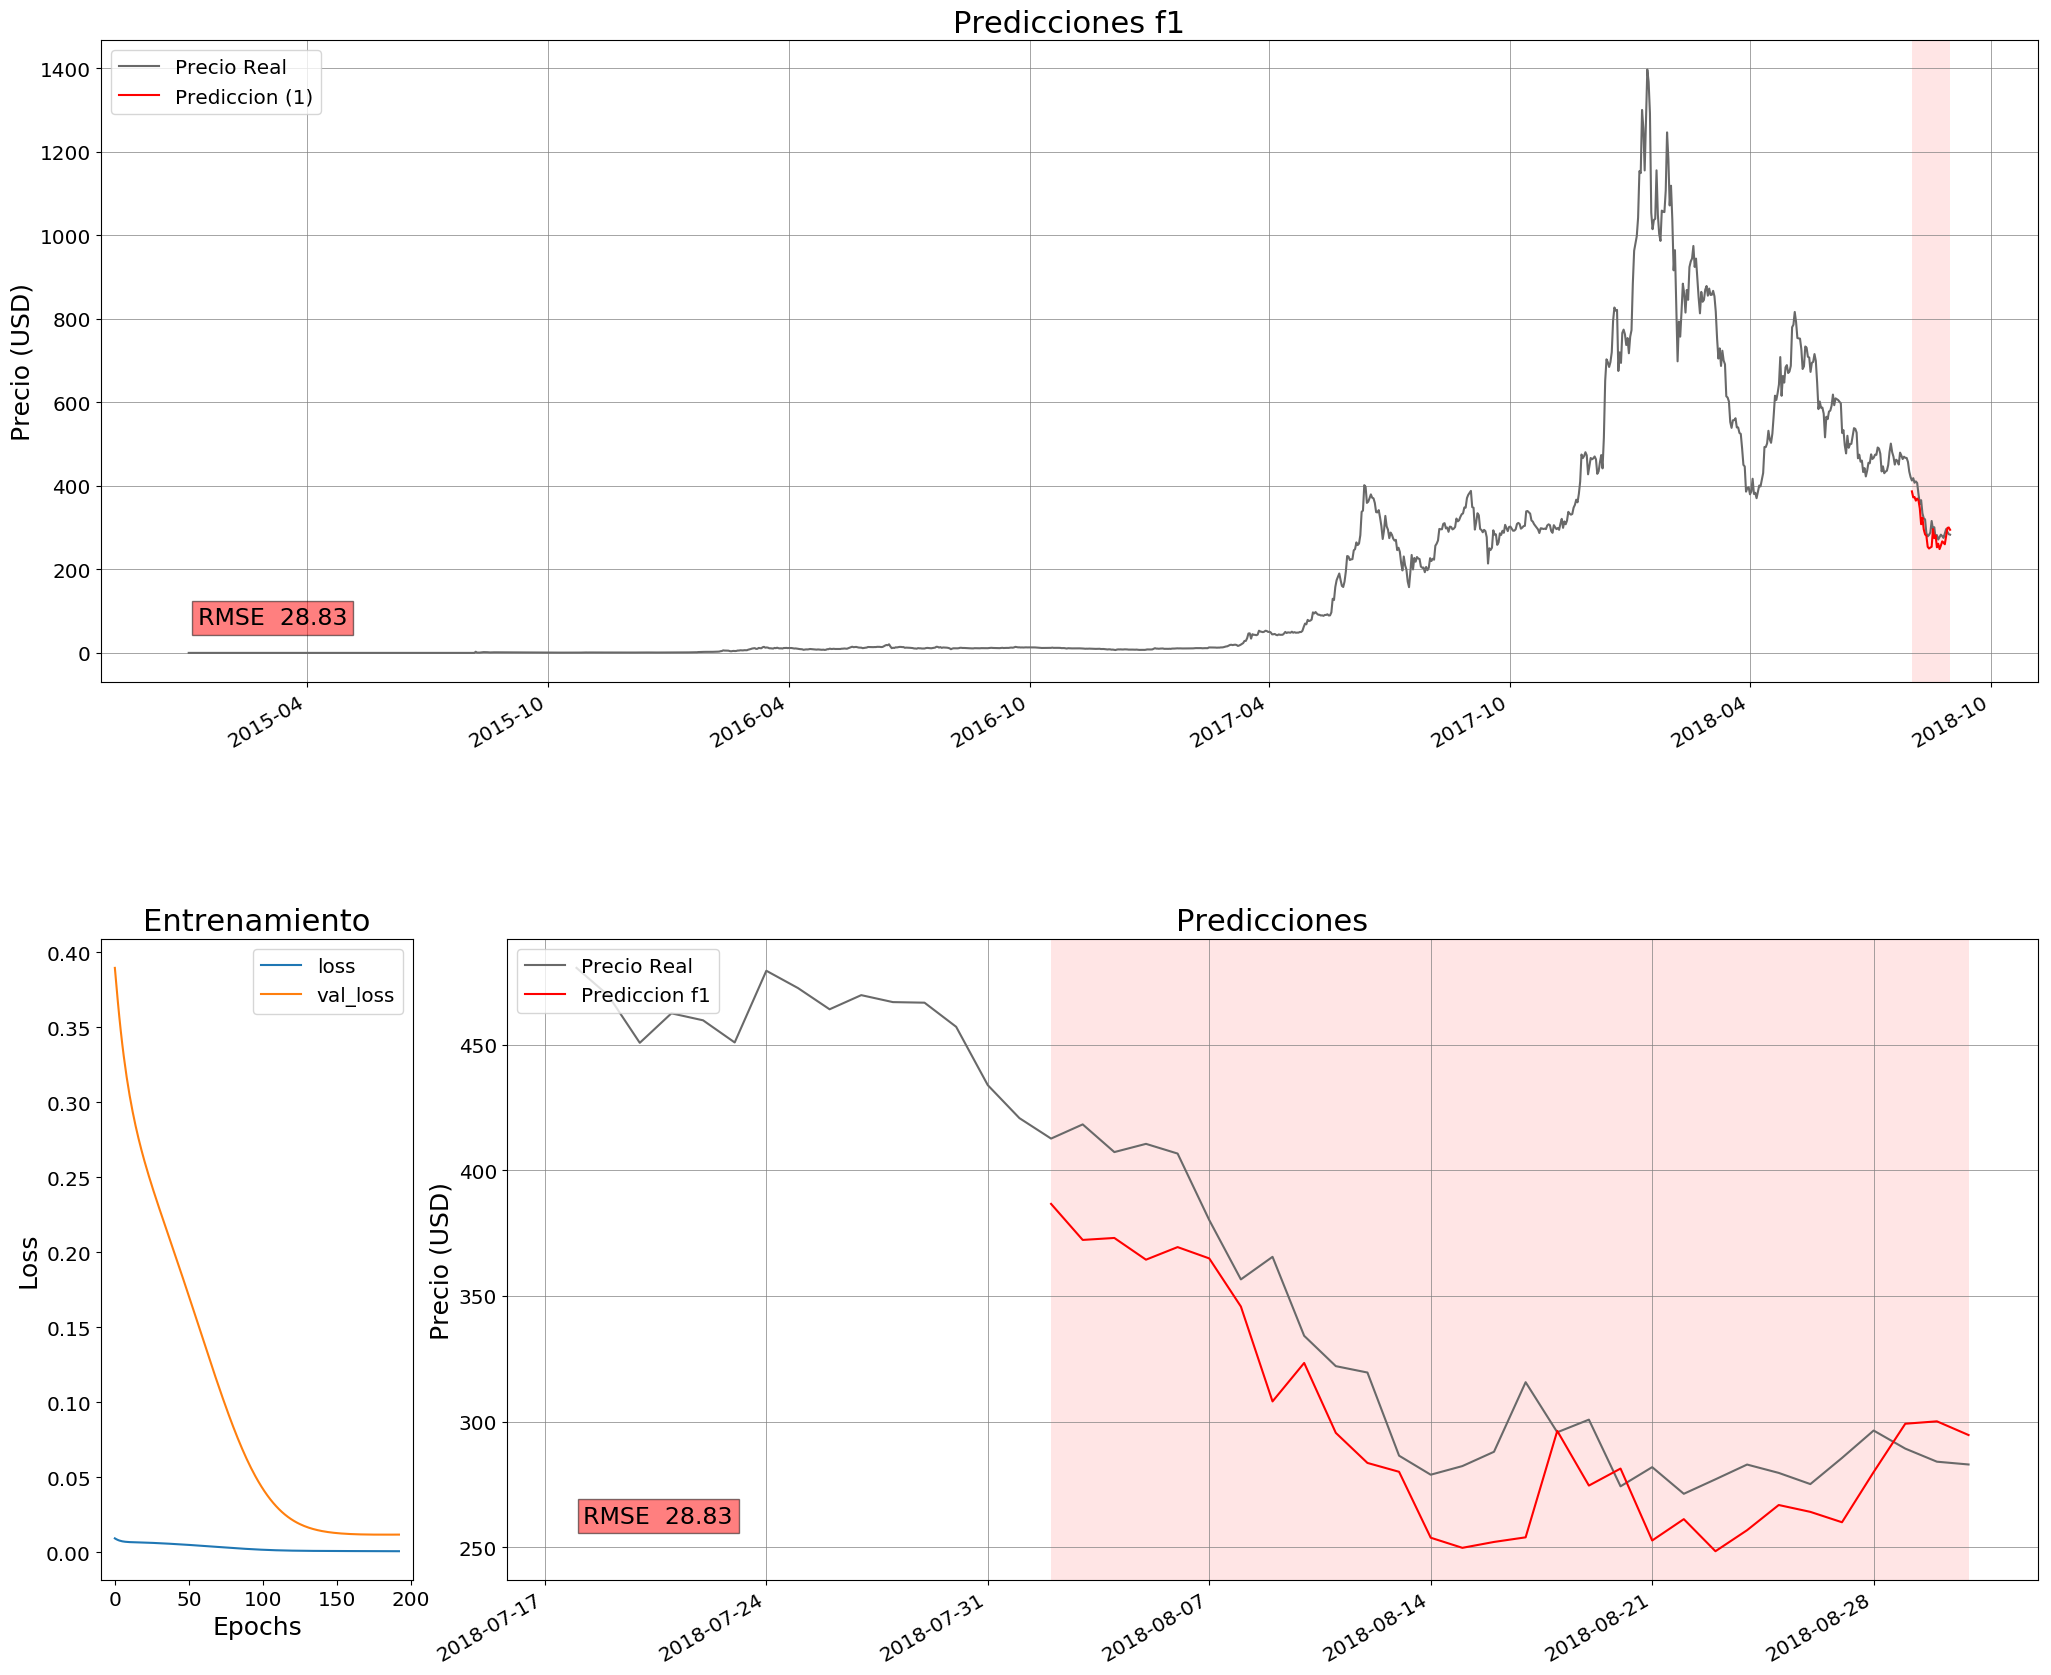 Predicciones f1
Precio Real
Prediccion (1)
Precio (USD)
1400
1200
1000
800
600
400
200
0
RMSE  28.83
2015-04
2015-10
2016-04
2016-10
2017-04
2017-10
2018-04
2018-10
Entrenamiento
loss
val_loss
Loss
0.40
0.35
0.30
0.25
0.20
0.15
0.10
0.05
0.00
0
50
100
150
200
Epochs
Predicciones
Precio Real
Prediccion f1
Precio (USD)
450
400
350
300
250
RMSE  28.83
2018-07-17
2018-07-24
2018-07-31
2018-08-07
2018-08-14
2018-08-21
2018-08-28